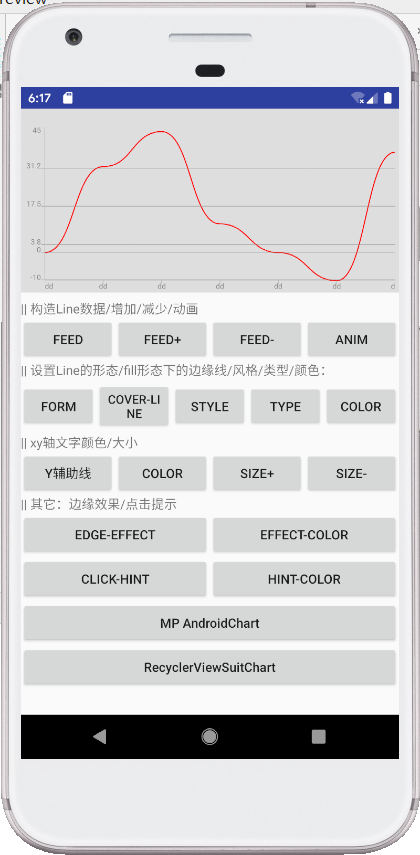 review
6:17
45
31.2
17.5
3.8
0
-10
dd dd dd dd dd dd d
|| 构造Line数据/增加/减少/动画
FEED FEED+ FEED- ANIM
|| 设置Line的形态/fill形态下的边缘线/风格/类型/颜色：
FORM COVER-LI
NE STYLE TYPE COLOR
|| xy轴文字颜色/大小
Y辅助线 COLOR SIZE+ SIZE-
|| 其它：边缘效果/点击提示
EDGE-EFFECT EFFECT-COLOR
CLICK-HINT HINT-COLOR
MP AndroidChart
RecyclerViewSuitChart